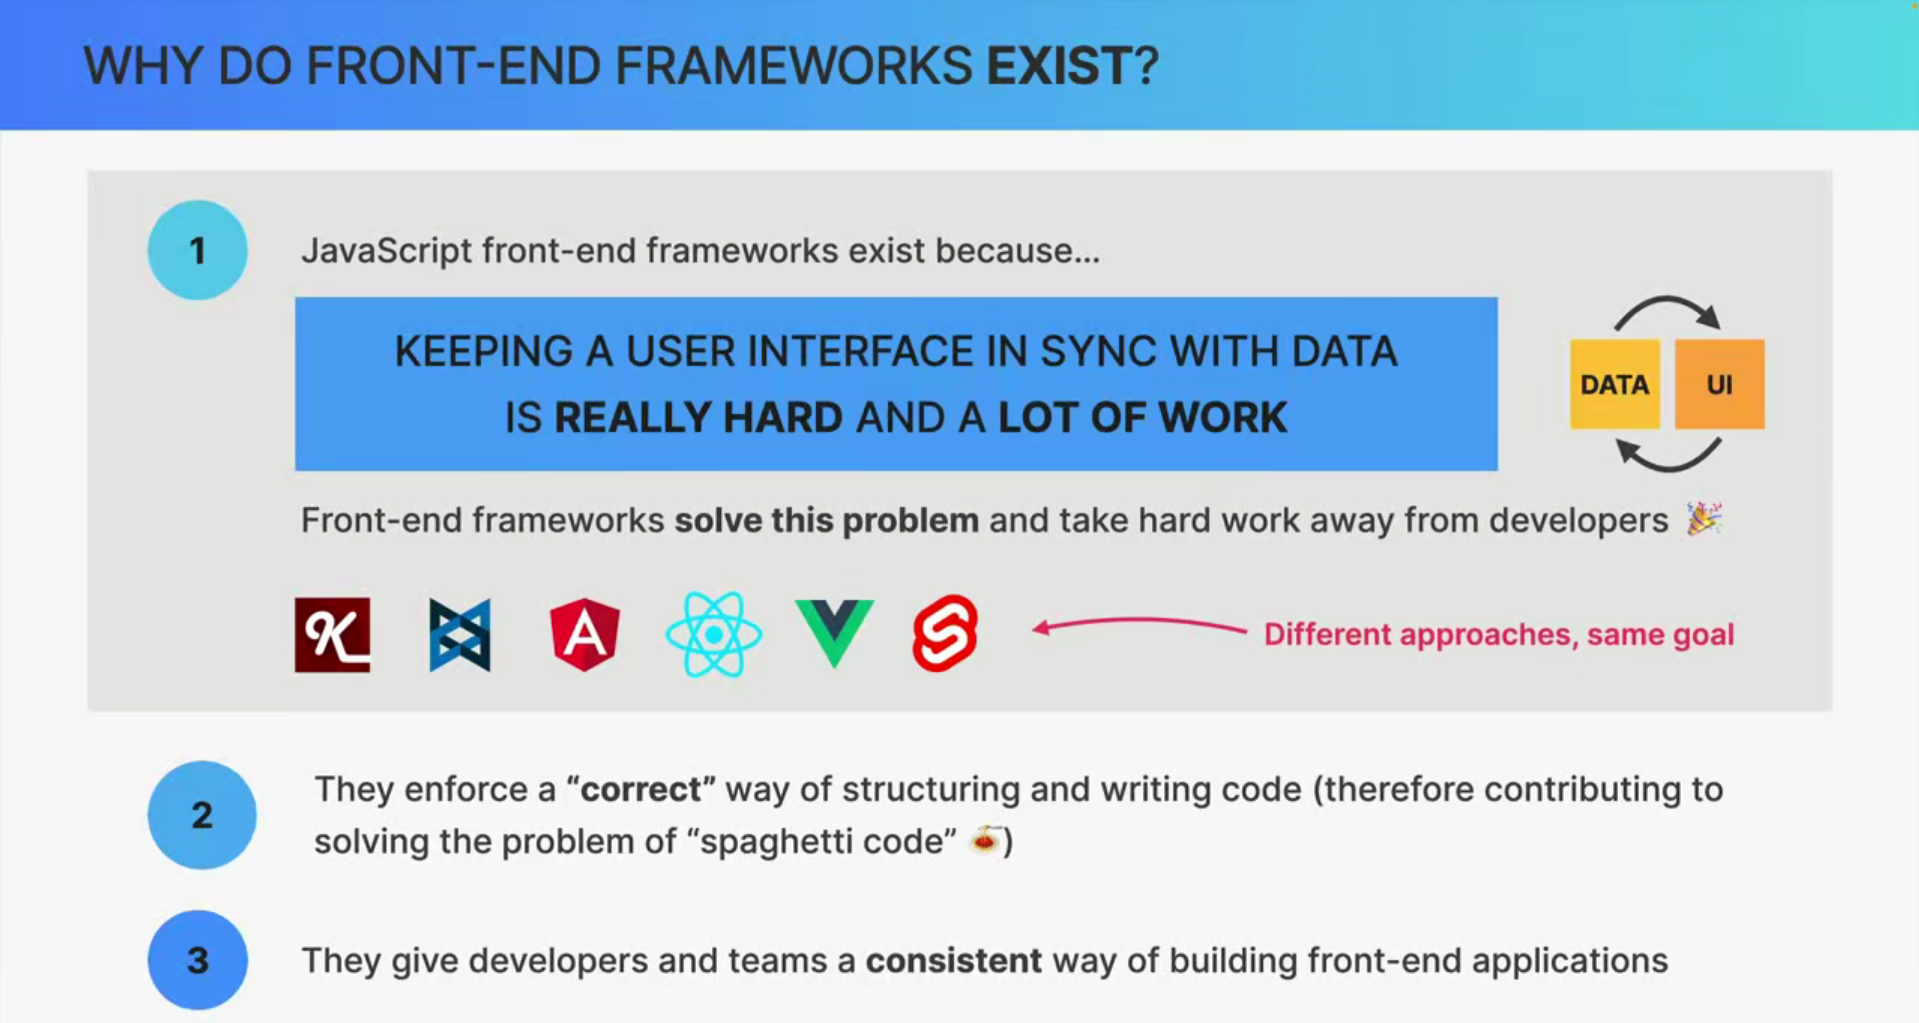 WHY DO FRONT-END FRAMEWORKS EXIST?
1
JavaScript front-end frameworks exist because...
KEEPING A USER INTERFACE IN SYNC WITH DATA
IS REALLY HARD AND A LOT OF WORK
DATA
UI
Front-end frameworks solve this problem and take hard work away from developers 🎉
K
A
Different approaches, same goal
2
They enforce a “correct” way of structuring and writing code (therefore contributing to
solving the problem of “spaghetti code” 🍝)
3
They give developers and teams a consistent way of building front-end applications